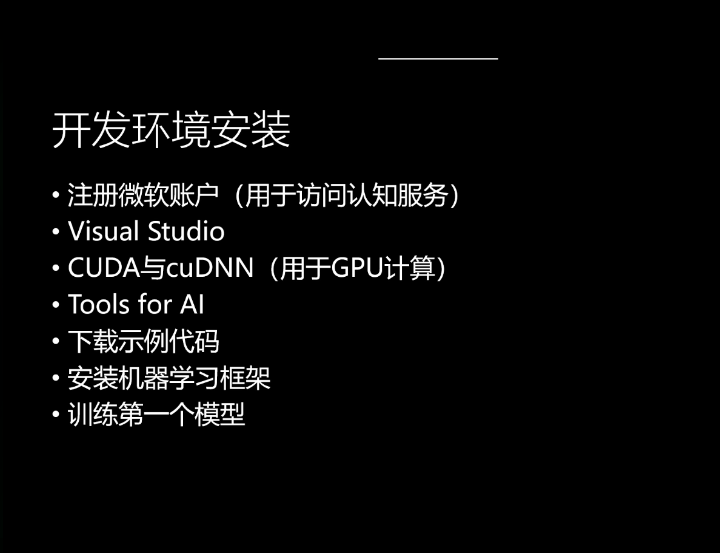 开发环境安装
• 注册微软账户（用于访问认知服务）
• Visual Studio
• CUDA与cuDNN（用于GPU计算）
• Tools for AI
• 下载示例代码
• 安装机器学习框架
• 训练第一个模型